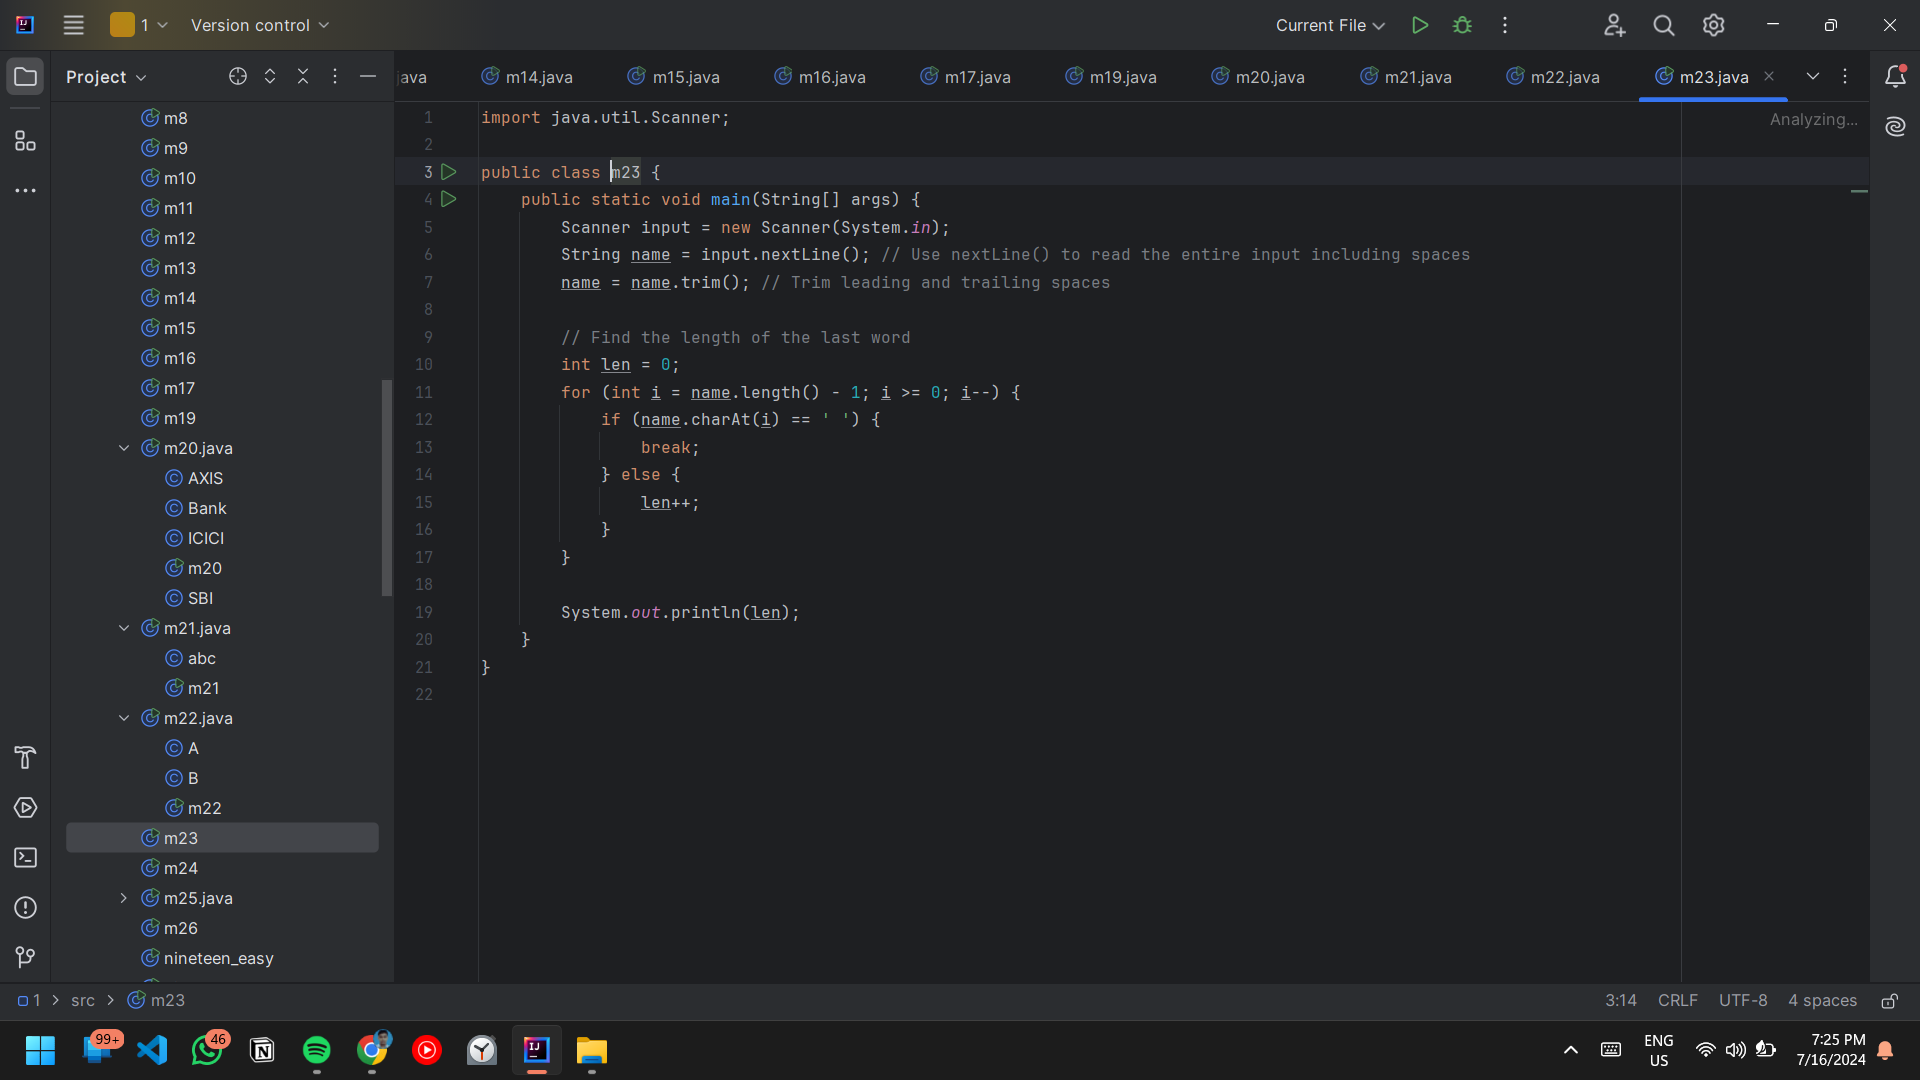 1
Version control
Current File
Project
m8
m9
m10
m11
m12
m13
m14
m15
m16
m17
m19
m20.java
AXIS
Bank
ICICI
m20
SBI
m21.java
abc
m21
m22.java
A
B
m22
m23
m24
m25.java
m26
nineteen_easy
java m14.java m15.java m16.java m17.java m19.java m20.java m21.java m22.java m23.java
Analyzing...
1 import java.util.Scanner;
2
3 public class m23 {
4     public static void main(String[] args) {
5         Scanner input = new Scanner(System.in);
6         String name = input.nextLine(); // Use nextLine() to read the entire input including spaces
7         name = name.trim(); // Trim leading and trailing spaces
8
9         // Find the length of the last word
10         int len = 0;
11         for (int i = name.length() - 1; i >= 0; i--) {
12             if (name.charAt(i) == ' ') {
13                 break;
14             } else {
15                 len++;
16             }
17         }
18
19         System.out.println(len);
20     }
21 }
22
1 > src > m23
3:14 CRLF UTF-8 4 spaces
99+
46
ENG
US
7:25 PM
7/16/2024